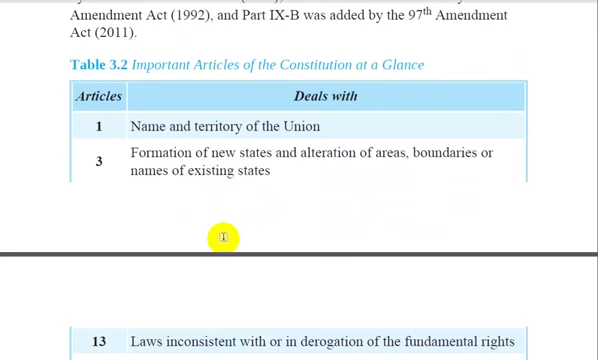 Amendment Act (1992), and Part IX-B was added by the 97th Amendment
Act (2011).
Table 3.2 Important Articles of the Constitution at a Glance
Articles Deals with
1 Name and territory of the Union
3 Formation of new states and alteration of areas, boundaries or
names of existing states
13 Laws inconsistent with or in derogation of the fundamental rights